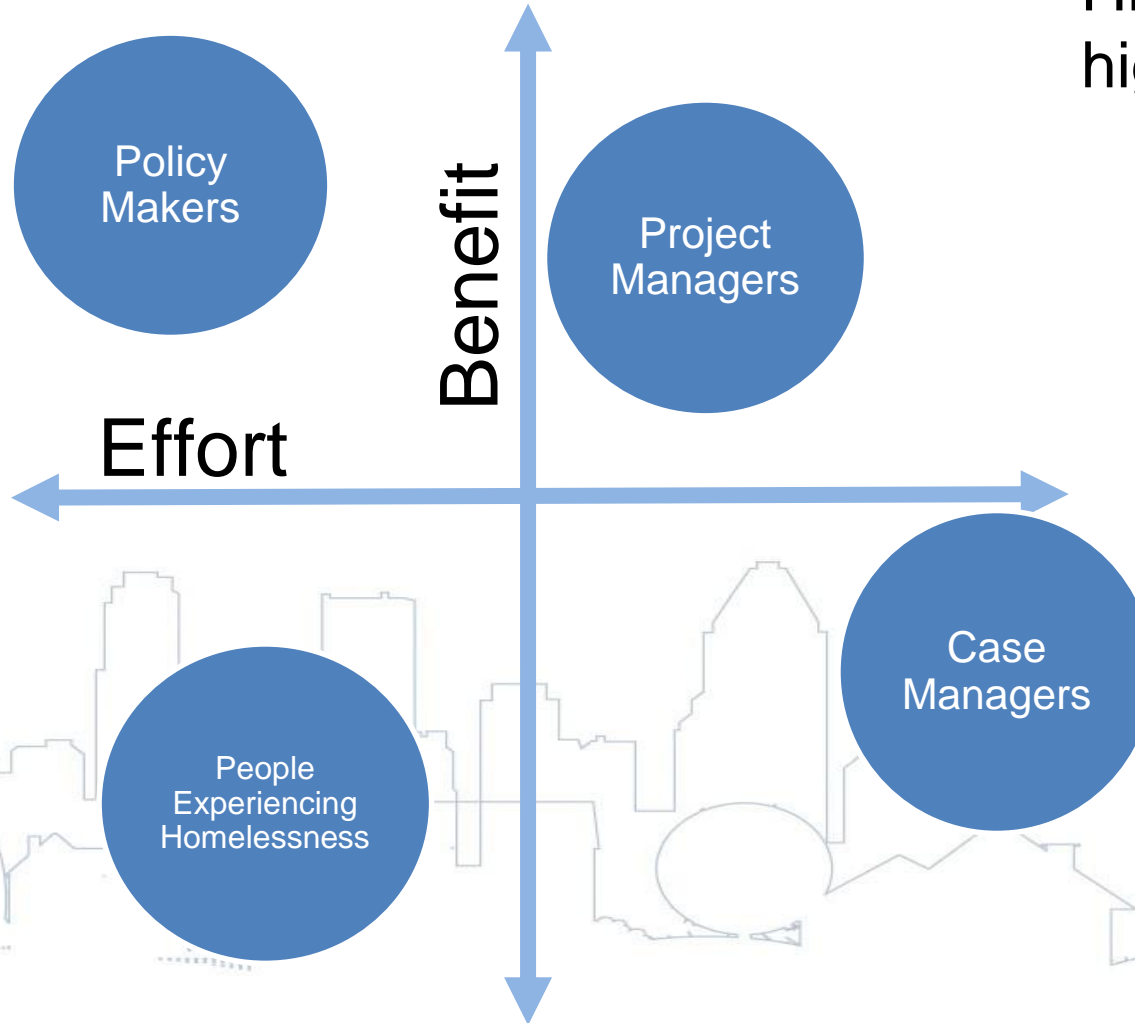 Policy
Makers
Benefit
Project
Managers
Effort
Case
Managers
People
Experiencing
Homelessness